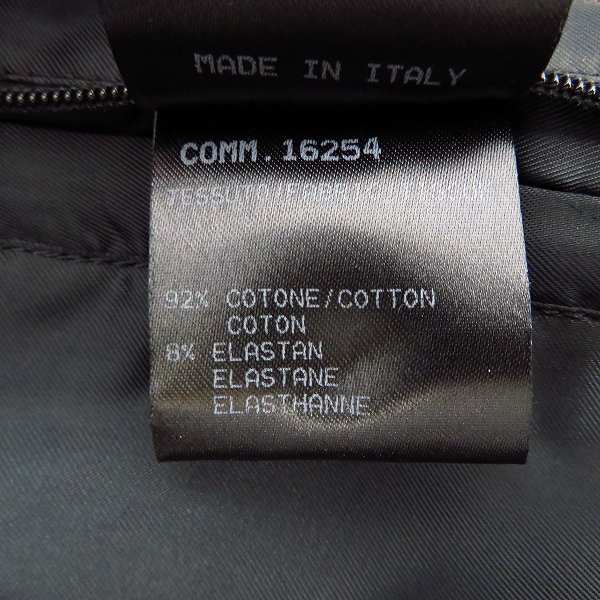 MADE IN ITALY
COMM.16254
92% COTONE/COTTON
COTON
8% ELASTAN
ELASTANE
ELASTHANNE